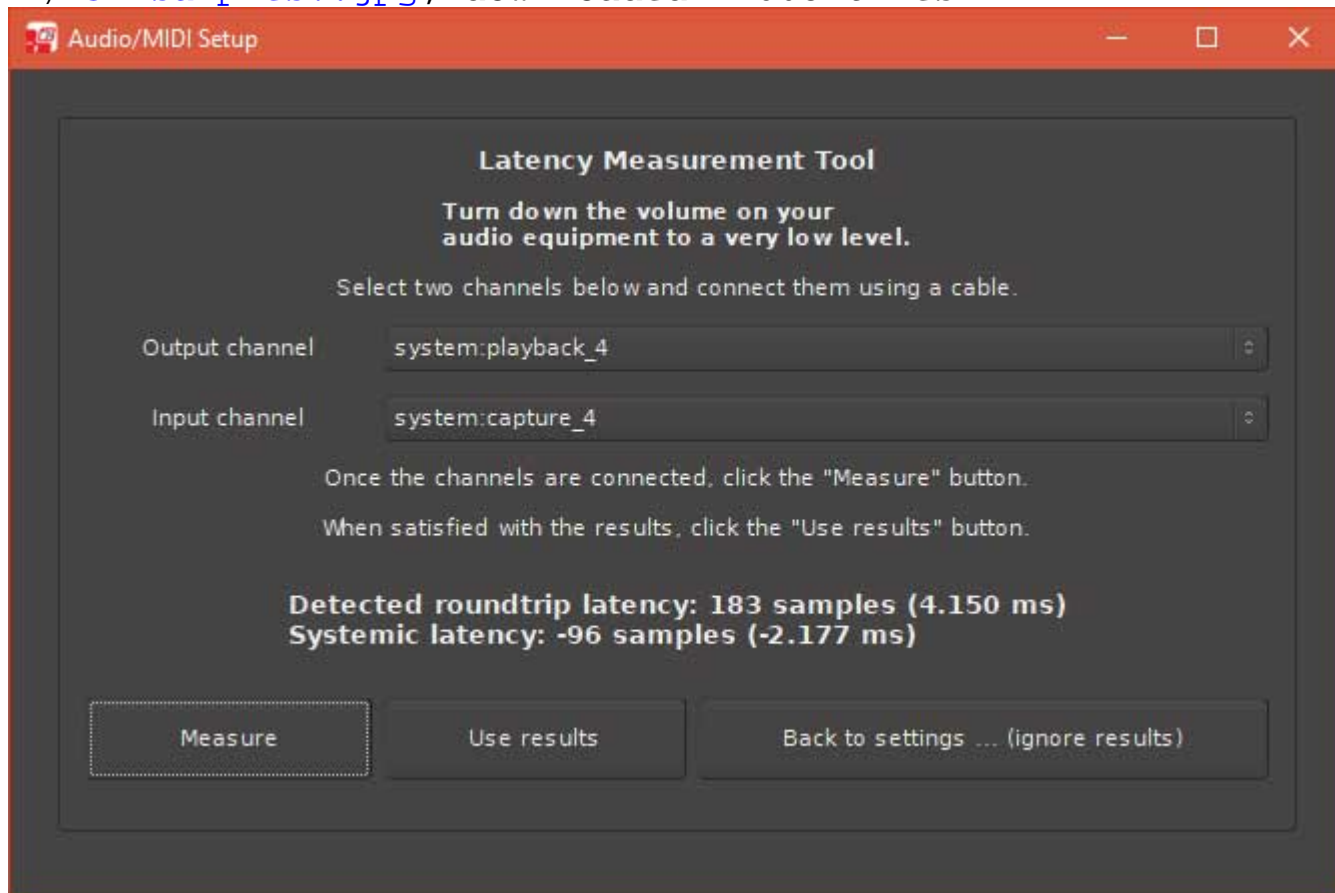 Audio/MIDI Setup
Latency Measurement Tool
Turn down the volume on your
audio equipment to a very low level.
Select two channels below and connect them using a cable.
Output channel system:playback_4
Input channel system:capture_4
Once the channels are connected, click the "Measure" button.
When satisfied with the results, click the "Use results" button.
Detected roundtrip latency: 183 samples (4.150 ms)
Systemic latency: -96 samples (-2.177 ms)
Measure Use results Back to settings ... (ignore results)